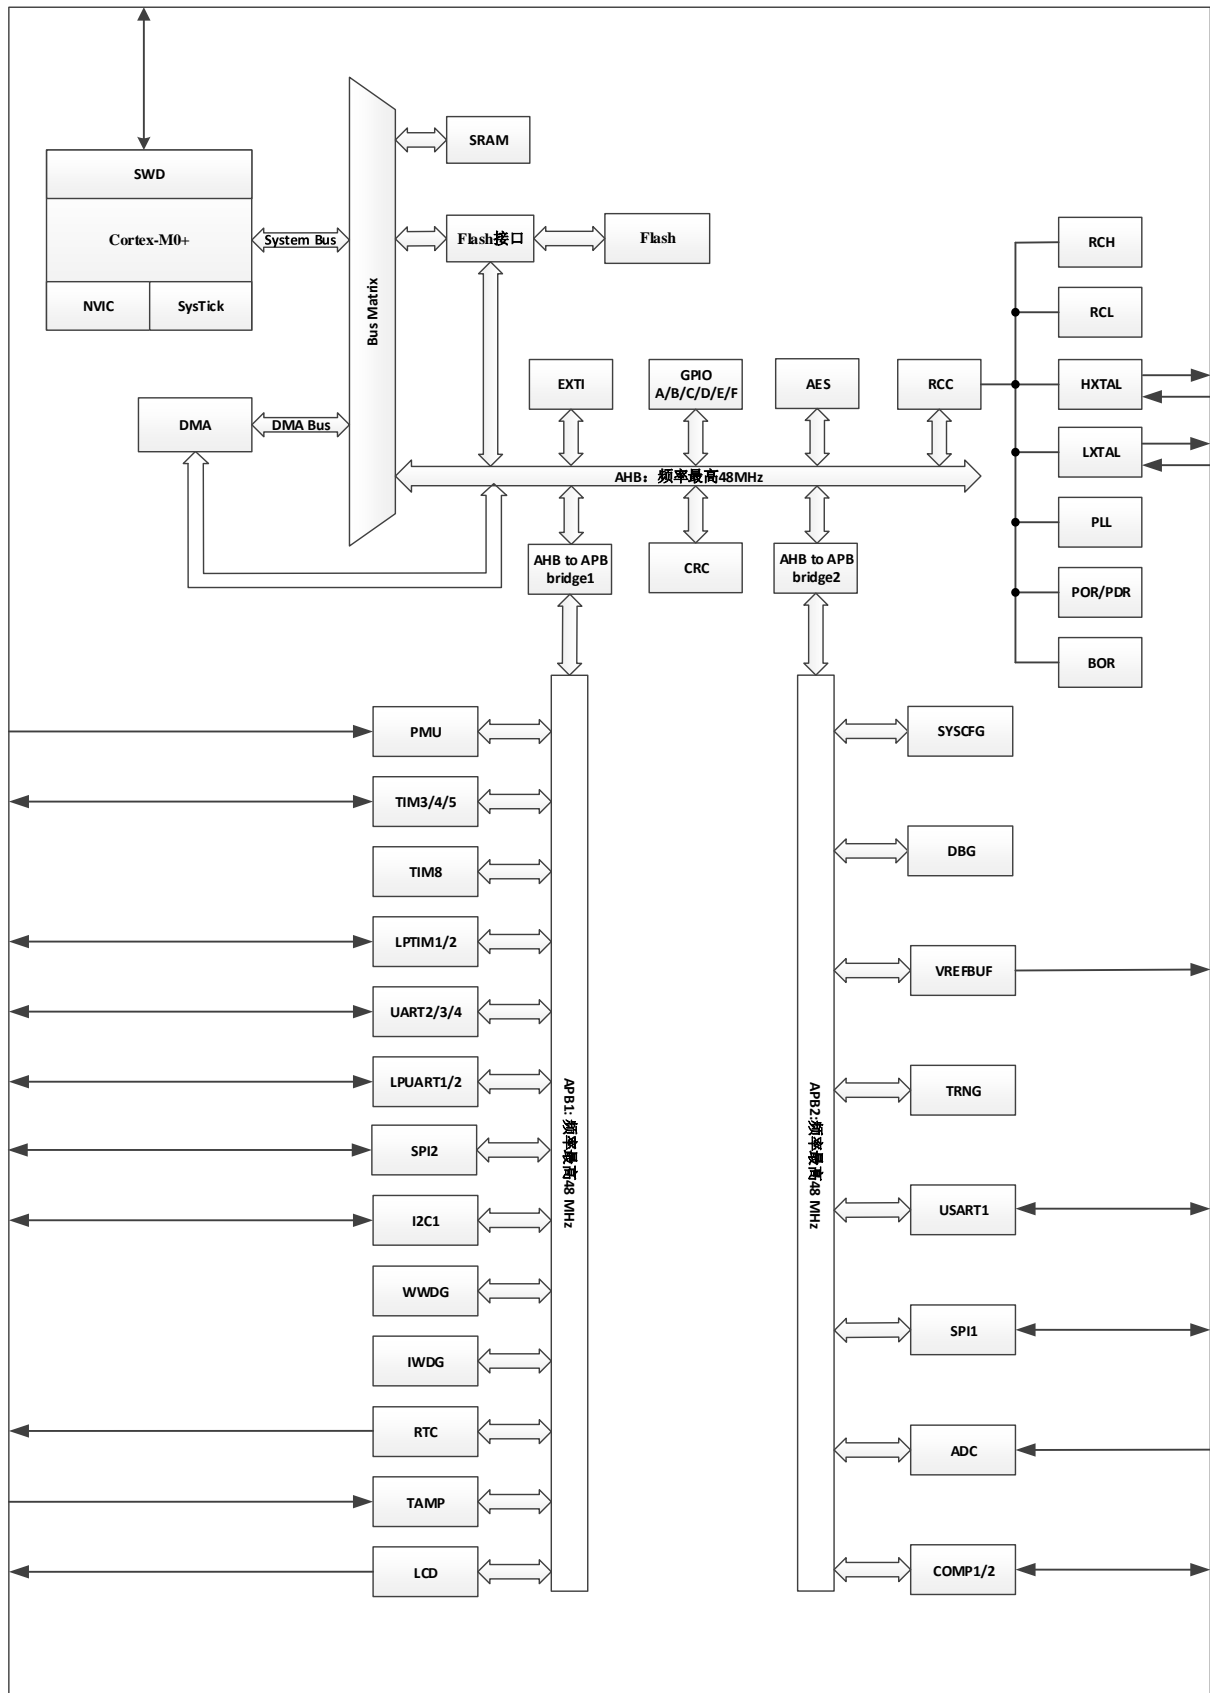 SWD
Cortex-M0+
NVIC
SysTick
System Bus
DMA
DMA Bus
Bus Matrix
SRAM
Flash接口
Flash
EXTI
GPIO
A/B/C/D/E/F
AES
RCC
AHB：频率最高48MHz
AHB to APB
bridge1
CRC
AHB to APB
bridge2
RCH
RCL
HXTAL
LXTAL
PLL
POR/PDR
BOR
PMU
TIM3/4/5
TIM8
LPTIM1/2
UART2/3/4
LPUART1/2
SPI2
I2C1
WWDG
IWDG
RTC
TAMP
LCD
APB1: 频率最高48 MHz
APB2:频率最高48 MHz
SYSCFG
DBG
VREFBUF
TRNG
USART1
SPI1
ADC
COMP1/2